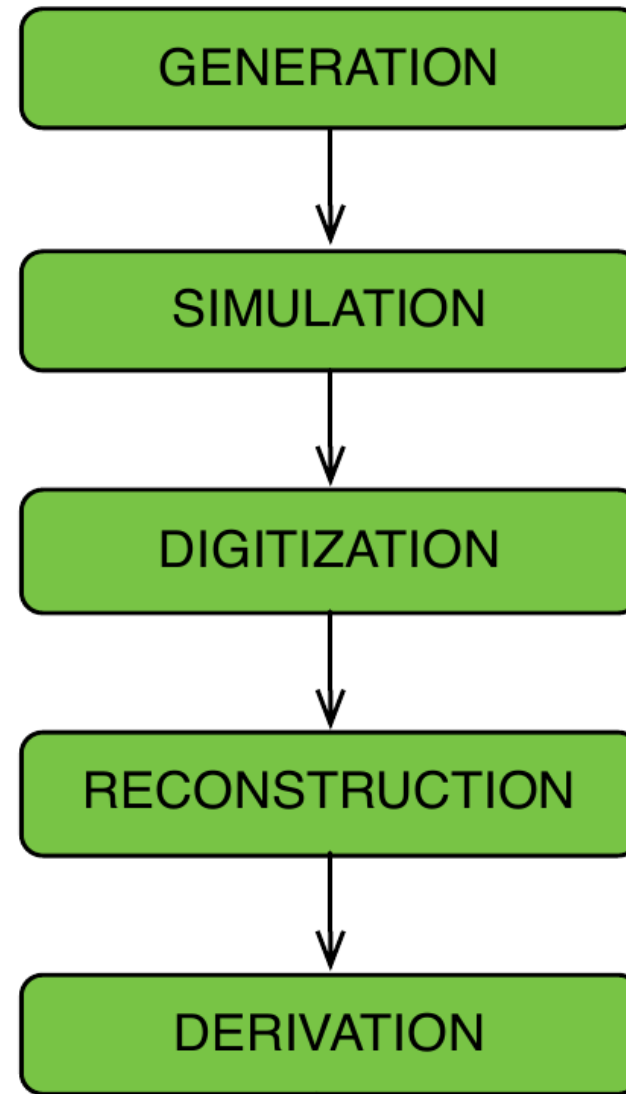 GENERATION
SIMULATION
DIGITIZATION
RECONSTRUCTION
DERIVATION